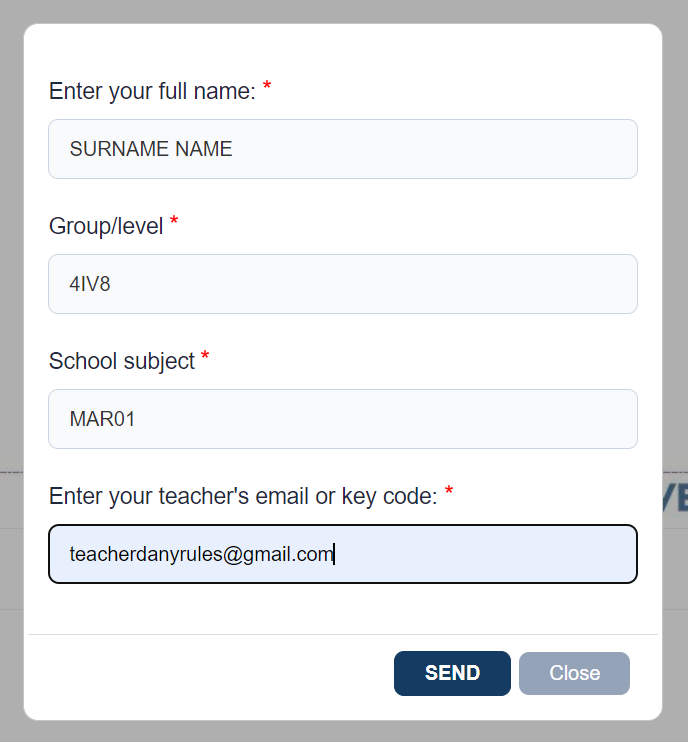 Enter your full name: *
SURNAME NAME
Group/level *
4IV8
School subject *
MAR01
Enter your teacher's email or key code: *
teacherdanyrules@gmail.com
SEND Close